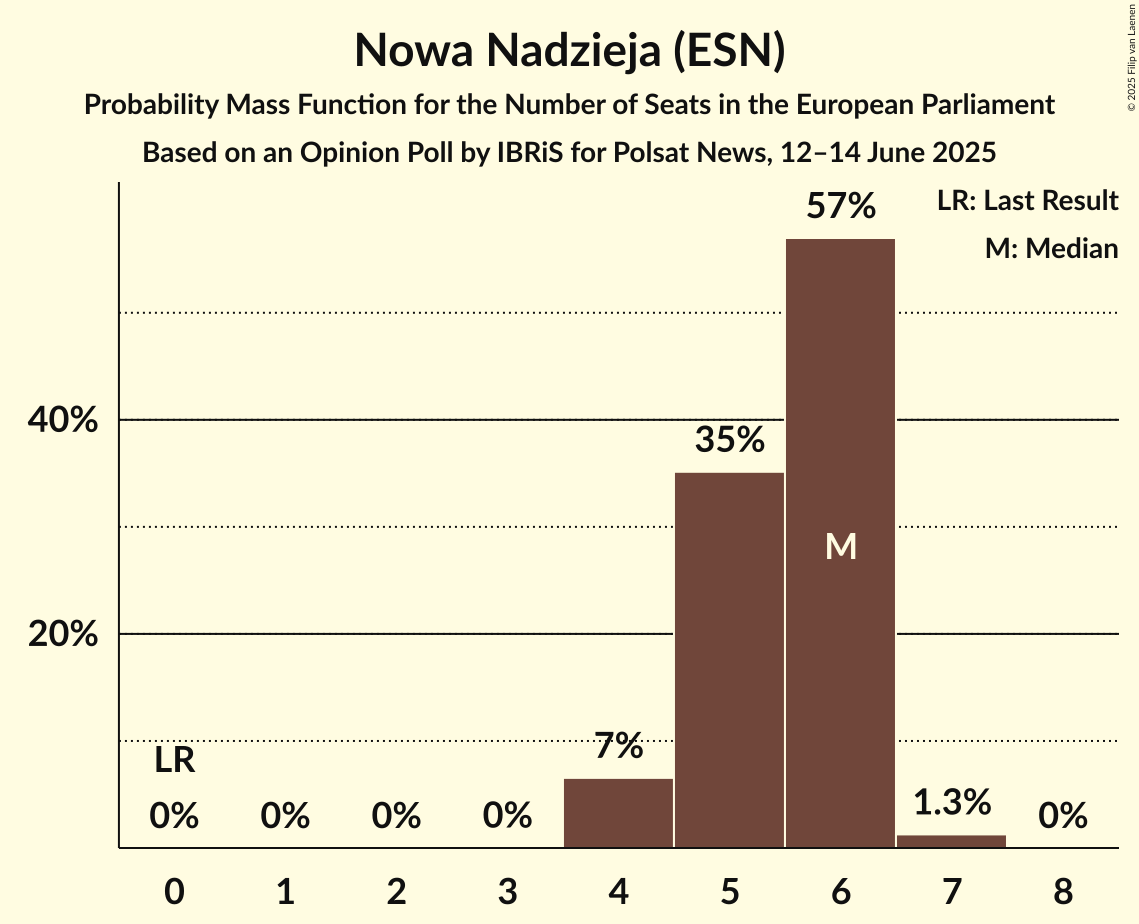 Nowa Nadzieja (ESN)
Probability Mass Function for the Number of Seats in the European Parliament
Based on an Opinion Poll by IBRiS for Polsat News, 12–14 June 2025
© 2025 Filip van Laenen
LR: Last Result
M: Median
57%
40%
35%
M
20%
LR
7%
0%
0%
0%
0%
1.3%
0%
0 1 2 3 4 5 6 7 8